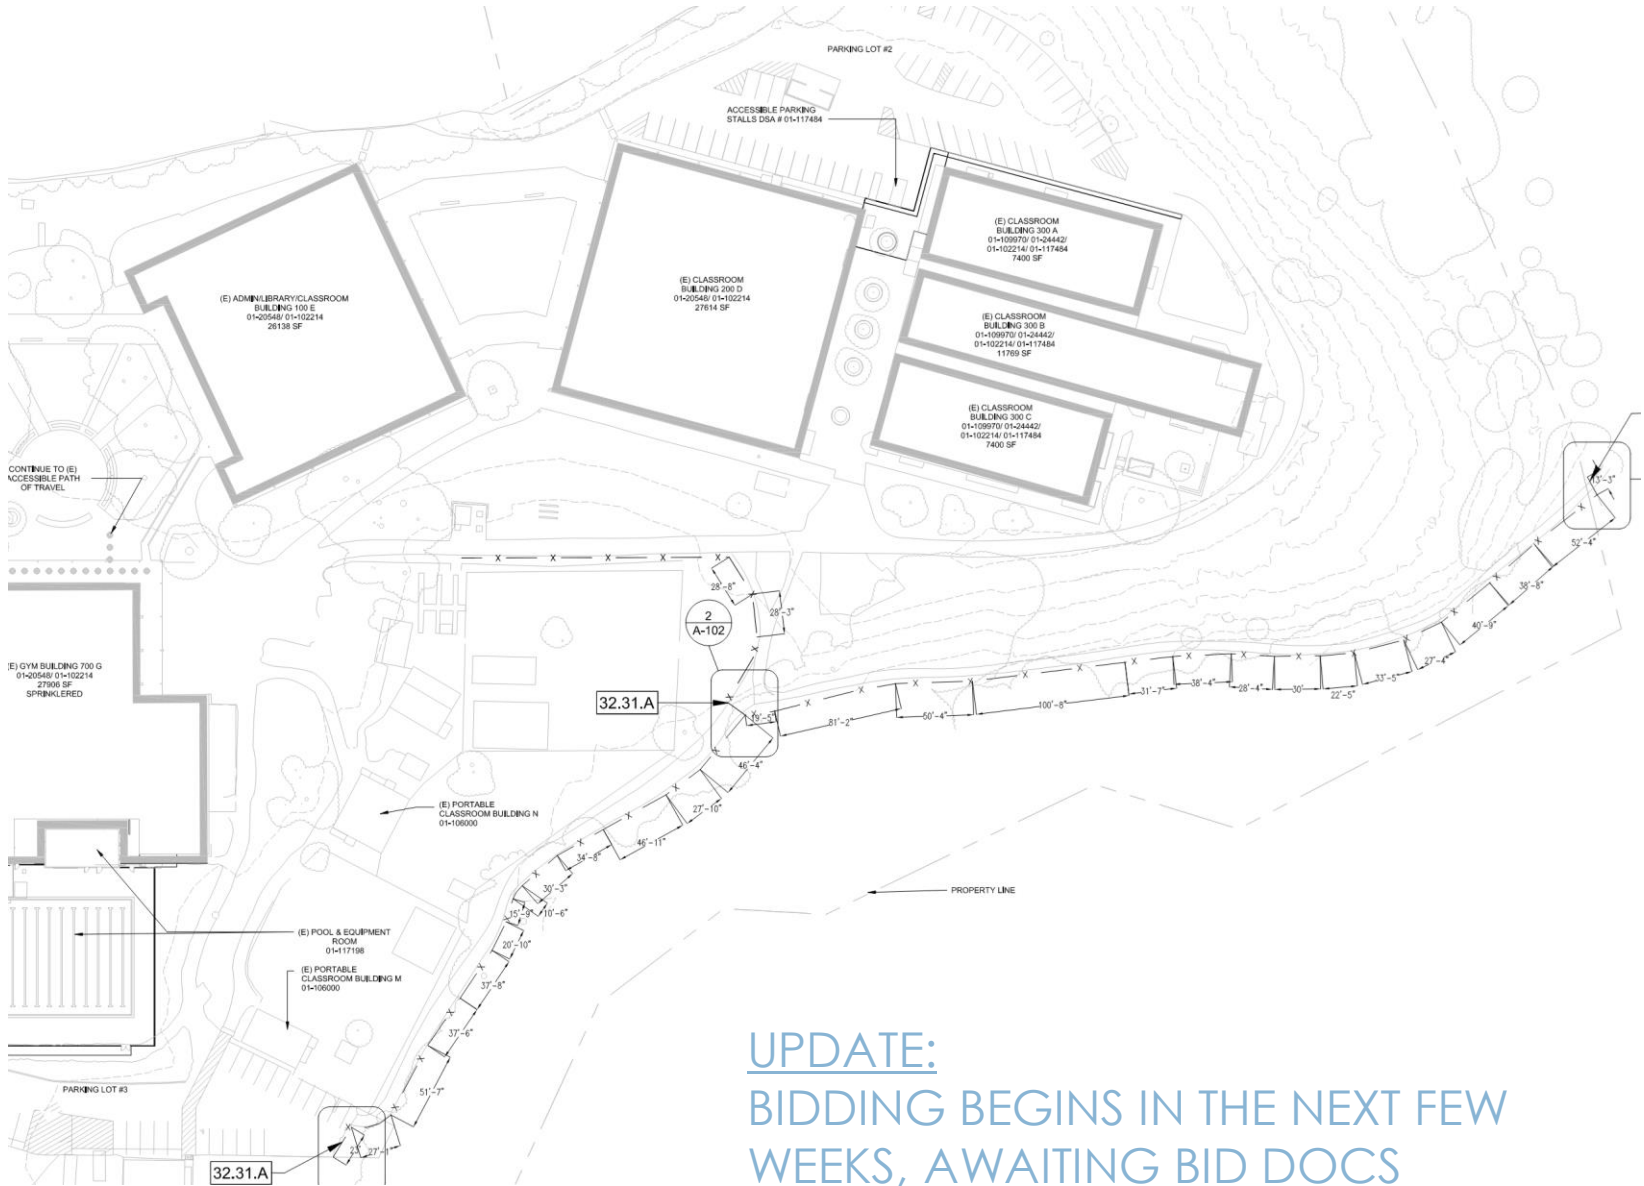 PARKING LOT #2
ACCESSIBLE PARKING
STALLS DSA # 01-117484
(E) CLASSROOM
BUILDING 300 A
01-109970/ 01-24442/
01-102214/ 01-117484
7400 SF
(E) ADMIN/LIBRARY/CLASSROOM
BUILDING 100 E
01-20548/ 01-102214
26138 SF
(E) CLASSROOM
BUILDING 200 D
01-20548/ 01-102214
27614 SF
(E) CLASSROOM
BUILDING 300 B
01-109970/ 01-24442/
01-102214/ 01-117484
11769 SF
(E) CLASSROOM
BUILDING 300 C
01-109970/ 01-24442/
01-102214/ 01-117484
7400 SF
CONTINUE TO (E)
ACCESSIBLE PATH
OF TRAVEL
13'-3"
52'-4"
38'-8"
40'-9"
27'-4"
33'-5"
22'-5"
30'
28'-4"
38'-4"
31'-7"
100'-8"
60'-4"
81'-2"
19'-5"
28'-8"
28'-3"
2
A-102
32.31.A
(E) GYM BUILDING 700 G
01-20548/ 01-102214
27906 SF
SPRINKLERED
46'-4"
27'-10"
46'-11"
34'-8"
30'-3"
10'-6"
15'-9"
20'-10"
37'-8"
37'-6"
51'-7"
27'-1"
23'
(E) PORTABLE
CLASSROOM BUILDING N
01-106000
PROPERTY LINE
(E) POOL & EQUIPMENT
ROOM
01-117198
(E) PORTABLE
CLASSROOM BUILDING M
01-106000
PARKING LOT #3
32.31.A
UPDATE:
BIDDING BEGINS IN THE NEXT FEW
WEEKS, AWAITING BID DOCS